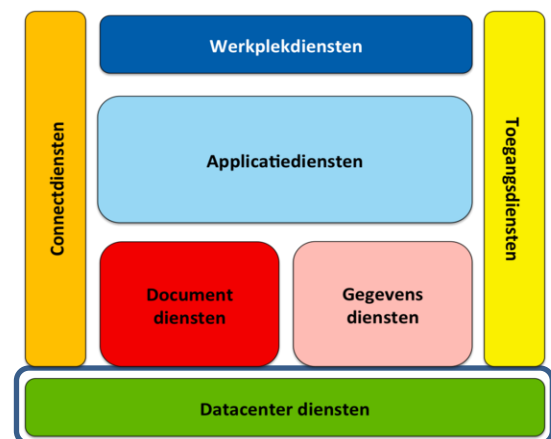 Werkplekdiensten
Connectdiensten
Toegangsdiensten
Applicatiediensten
Document
diensten
Gegevens
diensten
Datacenter diensten